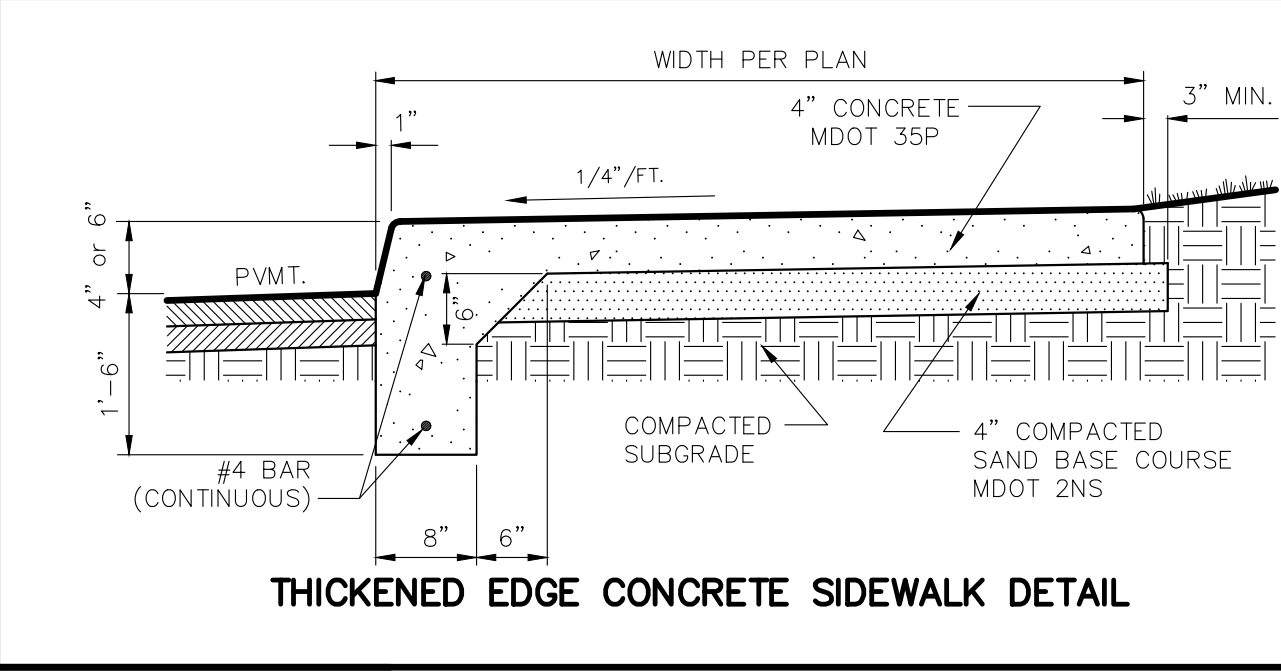 WIDTH PER PLAN
4” CONCRETE
MDOT 35P
3” MIN.
1”
1/4”/FT.
4” or 6”
PVMT.
6”
1’-6”
COMPACTED
SUBGRADE
4” COMPACTED
SAND BASE COURSE
MDOT 2NS
#4 BAR
(CONTINUOUS)
8”
6”
THICKENED EDGE CONCRETE SIDEWALK DETAIL